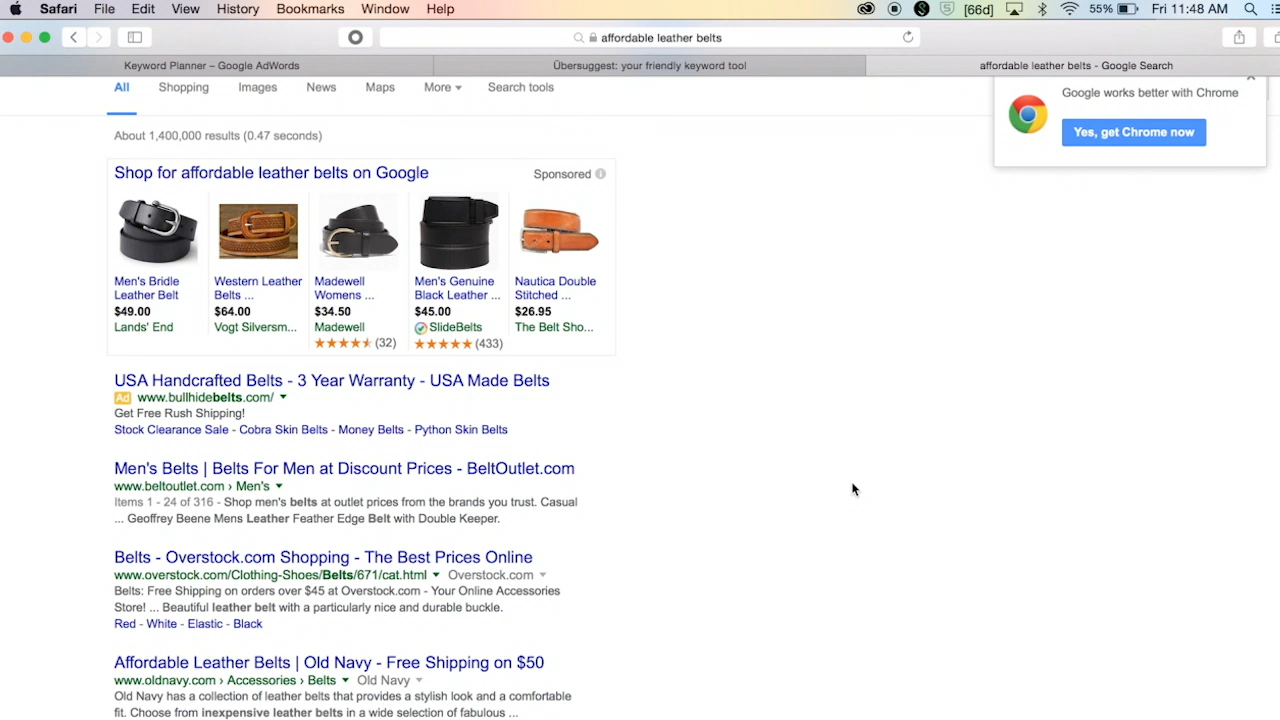 Safari File Edit View History Bookmarks Window Help [66d] 55% Fri 11:48 AM
affordable leather belts
Keyword Planner – Google AdWords Übersuggest: your friendly keyword tool affordable leather belts - Google Search
All Shopping Images News Maps More Search tools
Google works better with Chrome
Yes, get Chrome now
About 1,400,000 results (0.47 seconds)
Shop for affordable leather belts on Google Sponsored
Men's Bridle Western Leather Madewell Men's Genuine Nautica Double
Leather Belt Belts ... Womens ... Black Leather ... Stitched ...
$49.00 $64.00 $34.50 $45.00 $26.95
Lands' End Vogt Silversm... Madewell SlideBelts The Belt Sho...
(32) (433)
USA Handcrafted Belts - 3 Year Warranty - USA Made Belts
Ad www.bullhidebelts.com/
Get Free Rush Shipping!
Stock Clearance Sale - Cobra Skin Belts - Money Belts - Python Skin Belts
Men's Belts | Belts For Men at Discount Prices - BeltOutlet.com
www.beltoutlet.com › Men's
Items 1 - 24 of 316 - Shop men's belts at outlet prices from the brands you trust. Casual
... Geoffrey Beene Mens Leather Feather Edge Belt with Double Keeper.
Belts - Overstock.com Shopping - The Best Prices Online
www.overstock.com/Clothing-Shoes/Belts/671/cat.html Overstock.com
Belts: Free Shipping on orders over $45 at Overstock.com - Your Online Accessories
Store! ... Beautiful leather belt with a particularly nice and durable buckle.
Red - White - Elastic - Black
Affordable Leather Belts | Old Navy - Free Shipping on $50
www.oldnavy.com › Accessories › Belts Old Navy
Old Navy has a collection of leather belts that provides a stylish look and a comfortable
fit. Choose from inexpensive leather belts in a wide selection of fabulous ...